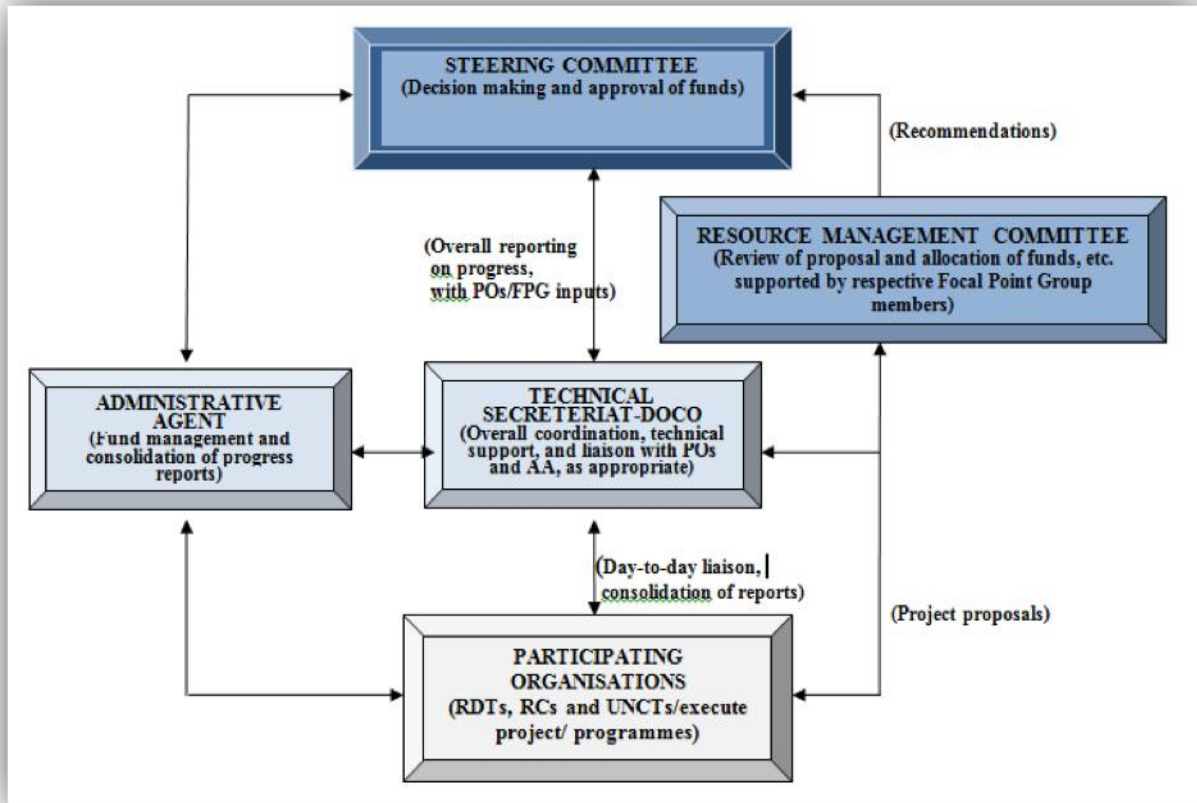 STEERING COMMITTEE
(Decision making and approval of funds)
(Recommendations)
RESOURCE MANAGEMENT COMMITTEE
(Review of proposal and allocation of funds, etc.
supported by respective Focal Point Group
members)
(Overall reporting
on progress,
with POs/FPG inputs)
ADMINISTRATIVE
AGENT
(Fund management and
consolidation of progress
reports)
TECHNICAL
SECRETERIAT-DOCO
(Overall coordination, technical
support, and liaison with POs
and AA, as appropriate)
(Day-to-day liaison,
consolidation of reports)
(Project proposals)
PARTICIPATING
ORGANISATIONS
(RDTs, RCs and UNCTs/execute
project/ programmes)